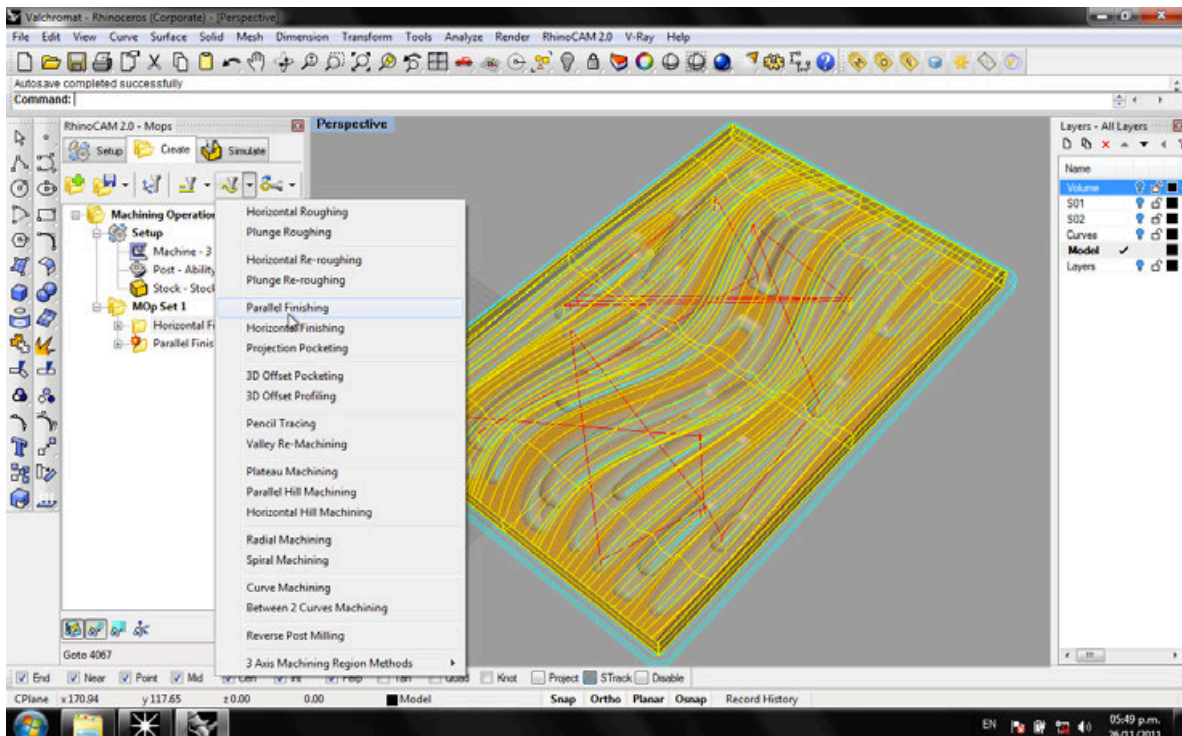 Valchromat - Rhinoceros (Corporate) - [Perspective]
File Edit View Curve Surface Solid Mesh Dimension Transform Tools Analyze Render RhinoCAM 2.0 V-Ray Help
Autosave completed successfully
Command:
RhinoCAM 2.0 - Mops
Setup Create Simulate
Machining Operation
Setup
Machine - 3
Post - Ability
Stock - Stock
MOp Set 1
Horizontal Fi
Parallel Finis
Goto 4067
Horizontal Roughing
Plunge Roughing
Horizontal Re-roughing
Plunge Re-roughing
Parallel Finishing
Horizontal Finishing
Projection Pocketing
3D Offset Pocketing
3D Offset Profiling
Pencil Tracing
Valley Re-Machining
Plateau Machining
Parallel Hill Machining
Horizontal Hill Machining
Radial Machining
Spiral Machining
Curve Machining
Between 2 Curves Machining
Reverse Post Milling
3 Axis Machining Region Methods
Perspective
Layers - All Layers
Name
Volume
S01
S02
Curves
Model
Layers
End Near Point Mid Cen Int Perp Tan Quad Knot Project STrack Disable
CPlane x 170.94 y 117.65 z 0.00 0.00 Model Snap Ortho Planar Osnap Record History
EN 05:49 p.m.
26/11/2011